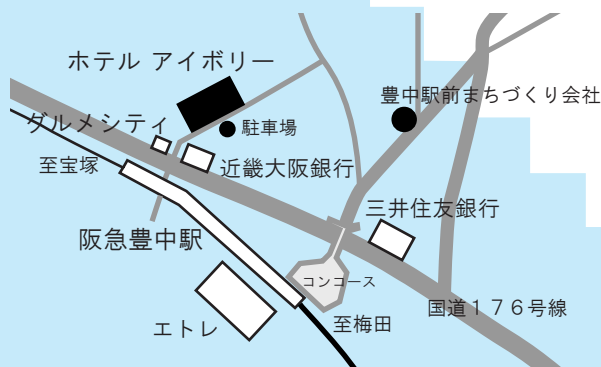 ホテル アイボリー
豊中駅前まちづくり会社
グルメシティ
駐車場
至宝塚
近畿大阪銀行
三井住友銀行
阪急豊中駅
コンコース
国道１７６号線
エトレ
至梅田